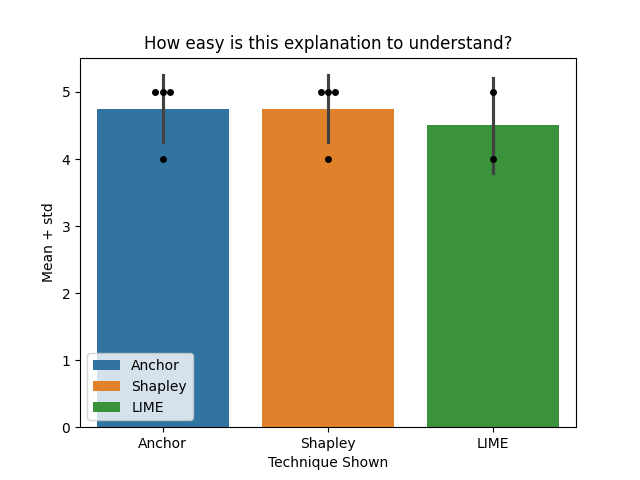 How easy is this explanation to understand?
Mean + std
5
4
3
2
1
0
Anchor
Shapley
LIME
Anchor
Shapley
LIME
Technique Shown